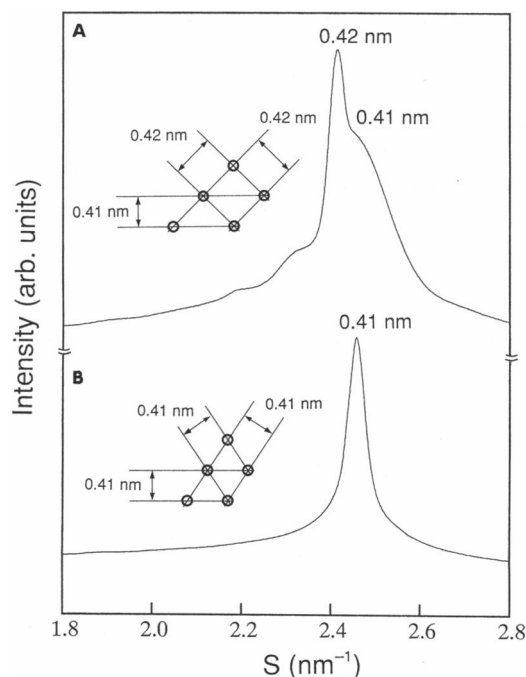 A
0.42 nm
0.41 nm
0.42 nm
0.42 nm
0.41 nm
Intensity (arb. units)
0.41 nm
B
0.41 nm
0.41 nm
0.41 nm
1.8
2.0
2.2
2.4
2.6
2.8
S (nm⁻¹)